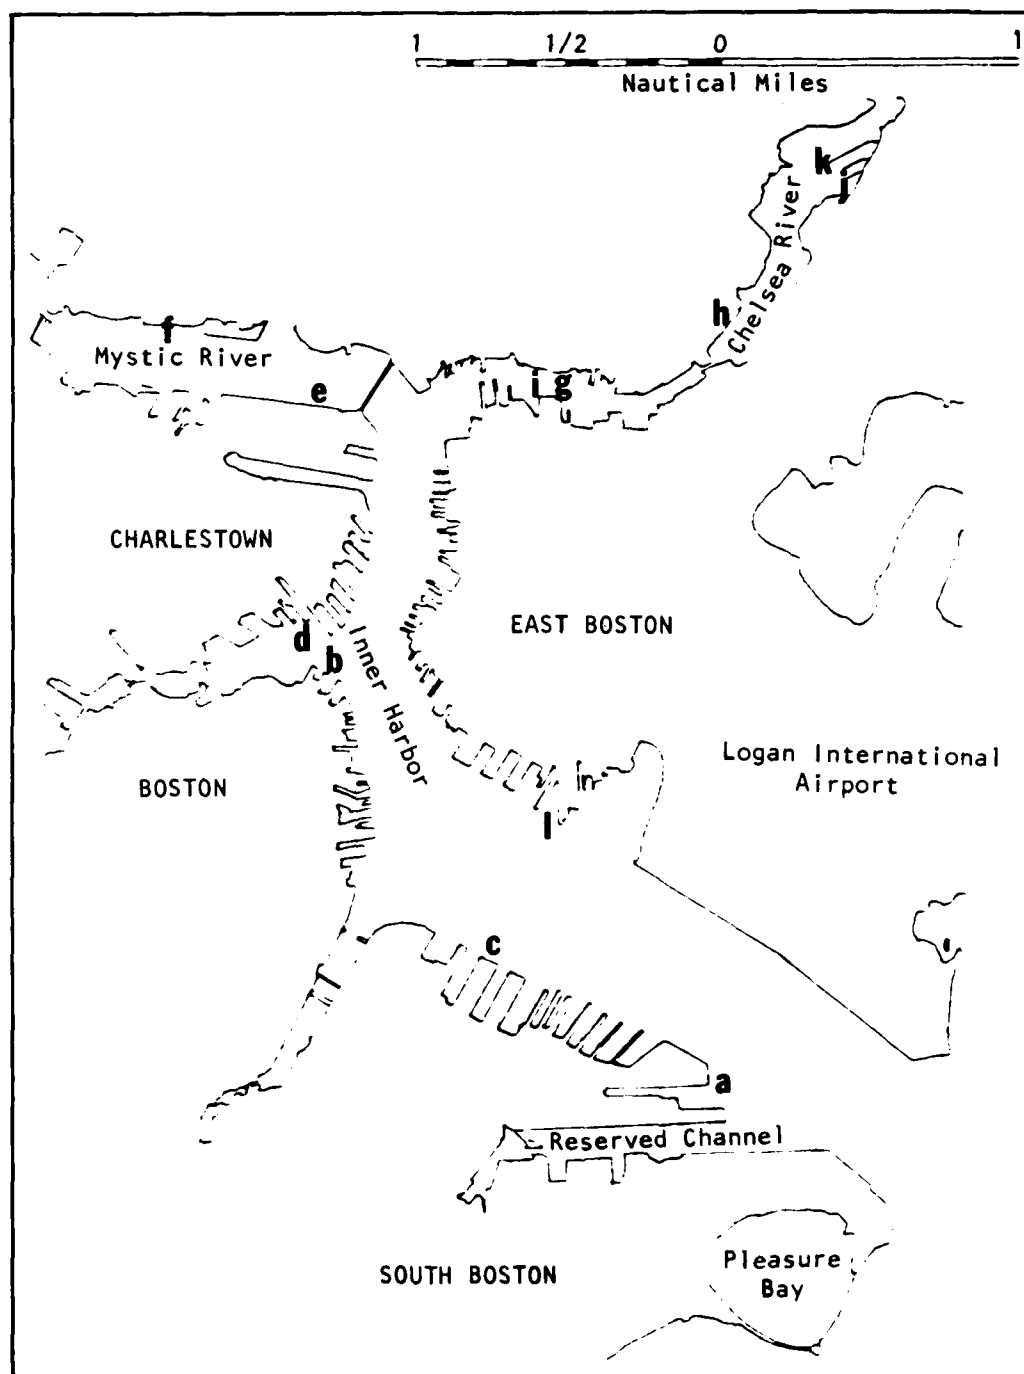 1 1/2 0 1
Nautical Miles
k
j
Chelsea River
h
f
Mystic River
e
i g
CHARLESTOWN
EAST BOSTON
d
b
Inner Harbor
Logan International
Airport
BOSTON
l
c
a
Reserved Channel
SOUTH BOSTON
Pleasure
Bay